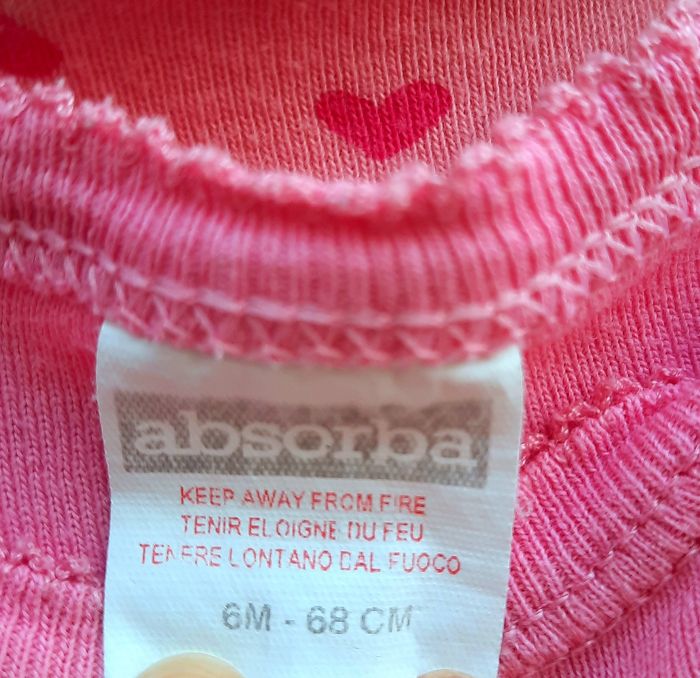 absorba
KEEP AWAY FROM FIRE
TENIR ELOIGNE DU FEU
TENERE LONTANO DAL FUOCO
6M - 68 CM